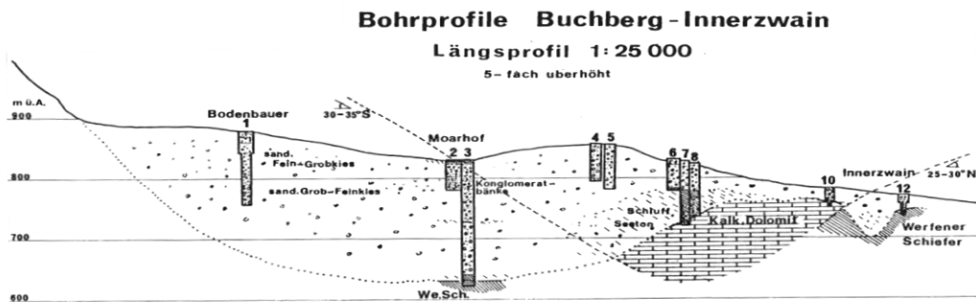 Bohrprofile Buchberg-Innerzwain
Längsprofil 1:25 000
5-fach uberhöht
m ü.A.
900
800
700
600
Bodenbauer
1
sand.
Fein+Grobkies
sand.Grob-Feinkies
30-35° S
Moarhof
2 3
Konglomerat-
bänke
We.Sch.
4 5
6 7 8
Schluff
Seeton
Kalk.Dolomit
10
Innerzwain
25-30° N
12
Werfener
Schiefer